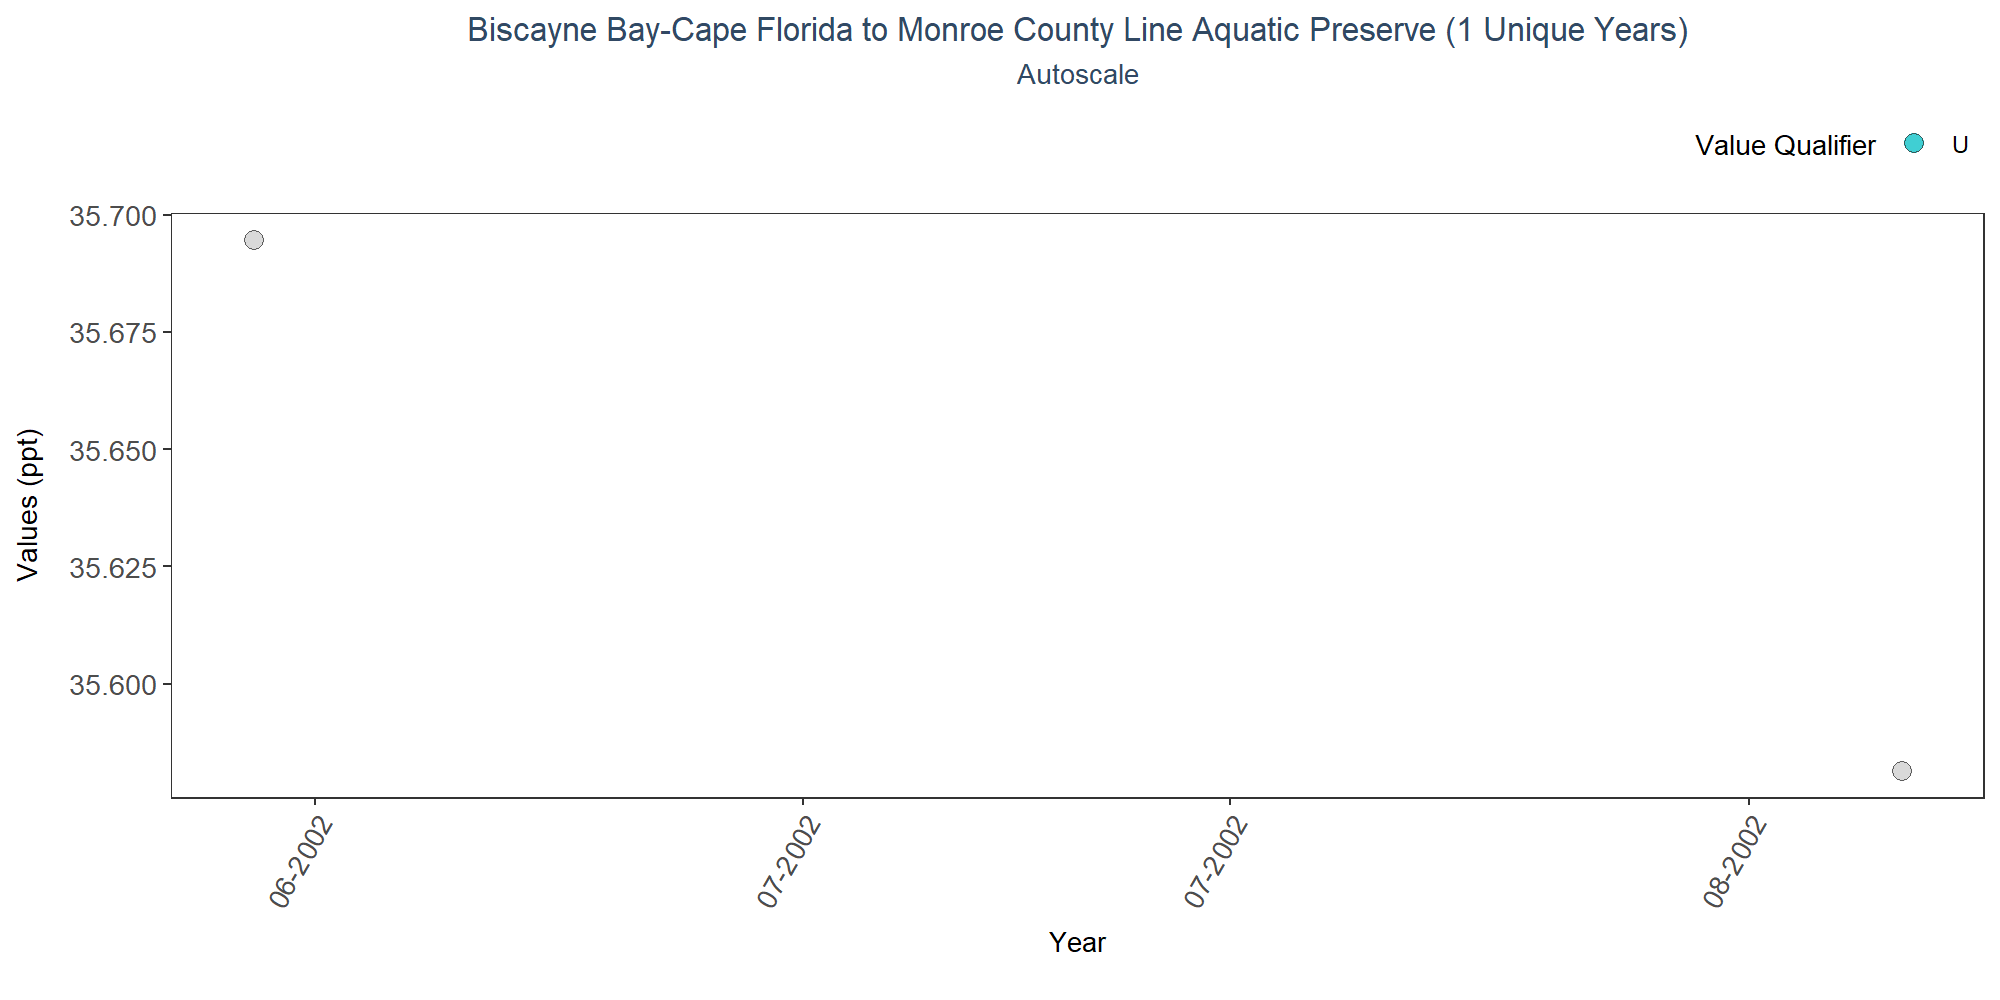 Biscayne Bay-Cape Florida to Monroe County Line Aquatic Preserve (1 Unique Years)
Autoscale
Value Qualifier U
35.700
35.675
35.650
35.625
35.600
Values (ppt)
06-2002 07-2002 07-2002 08-2002
Year